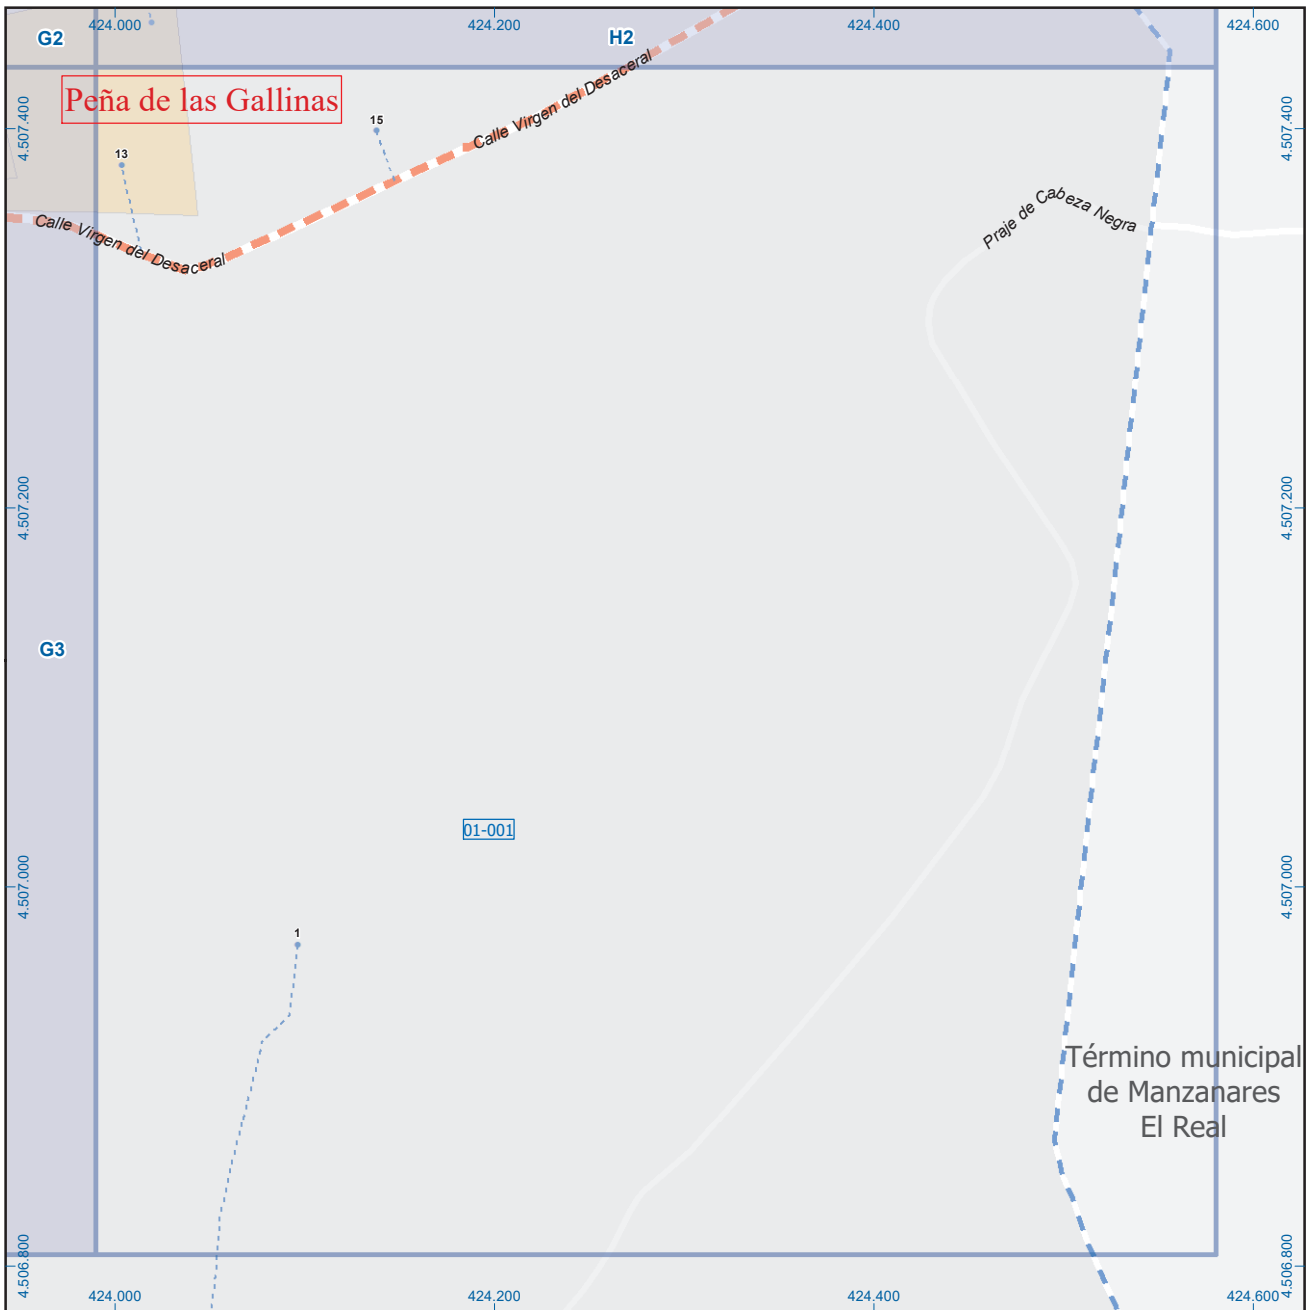 424.000
424.200
424.400
424.600
G2
H2
Peña de las Gallinas
4.507.400
4.507.400
15
13
Calle Virgen del Desaceral
Calle Virgen del Desaceral
Praje de Cabeza Negra
4.507.200
4.507.200
G3
01-001
4.507.000
4.507.000
1
Término municipal
de Manzanares
El Real
4.506.800
4.506.800
424.000
424.200
424.400
424.600